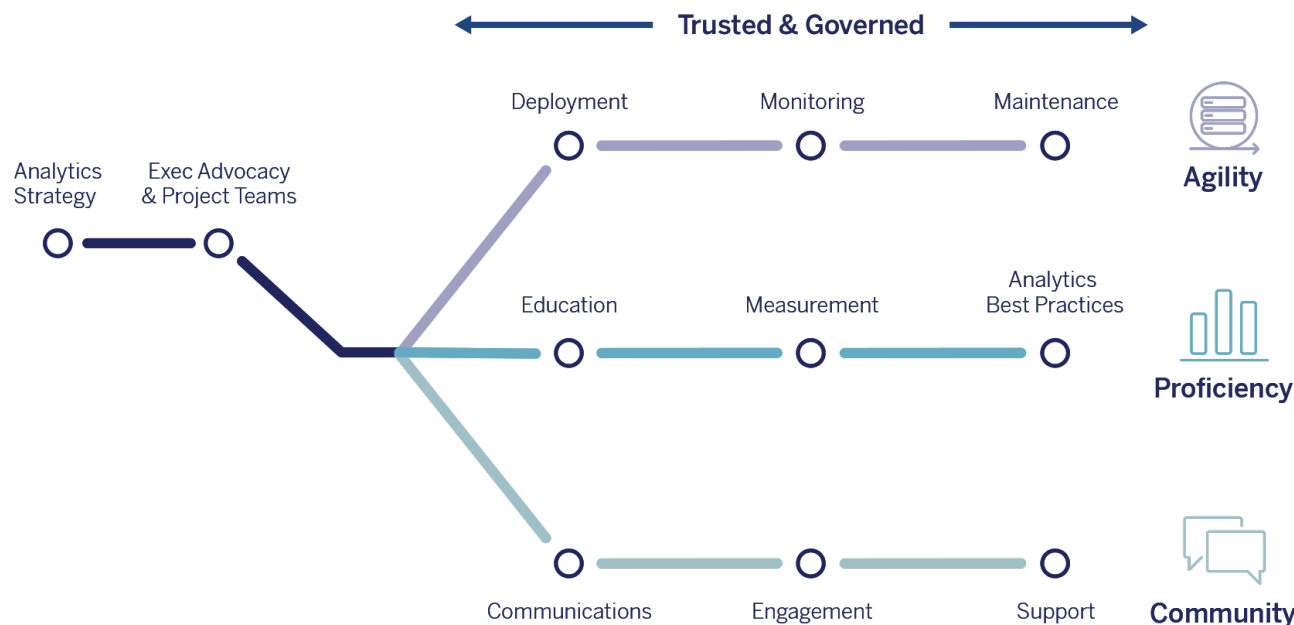 Trusted & Governed
Deployment
Monitoring
Maintenance
Agility
Analytics
Strategy
Exec Advocacy
& Project Teams
Education
Measurement
Analytics
Best Practices
Proficiency
Communications
Engagement
Support
Community